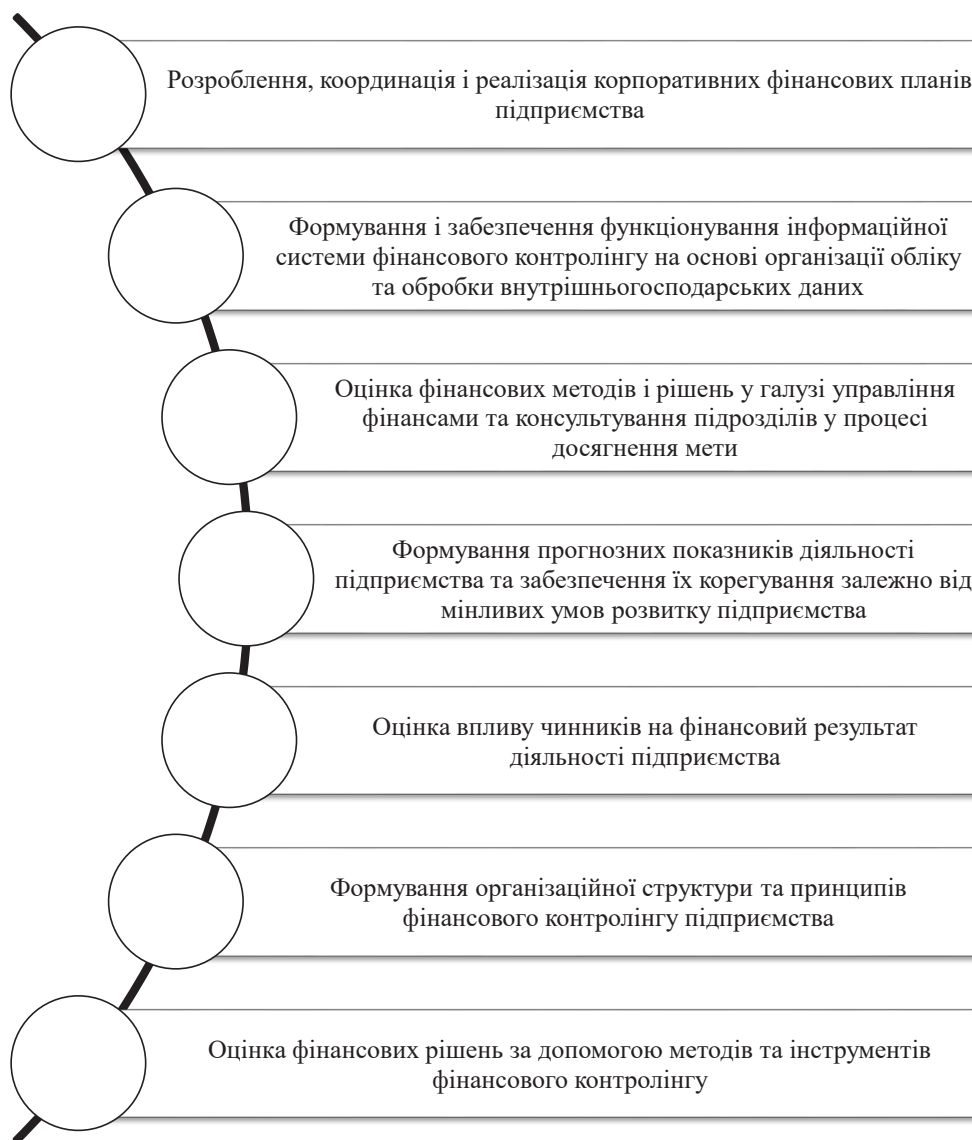 Розроблення, координація і реалізація корпоративних фінансових планів
підприємства
Формування і забезпечення функціонування інформаційної
системи фінансового контролінгу на основі організації обліку
та обробки внутрішньогосподарських даних
Оцінка фінансових методів і рішень у галузі управління
фінансами та консультування підрозділів у процесі
досягнення мети
Формування прогнозних показників діяльності
підприємства та забезпечення їх корегування залежно від
мінливих умов розвитку підприємства
Оцінка впливу чинників на фінансовий результат
діяльності підприємства
Формування організаційної структури та принципів
фінансового контролінгу підприємства
Оцінка фінансових рішень за допомогою методів та інструментів
фінансового контролінгу